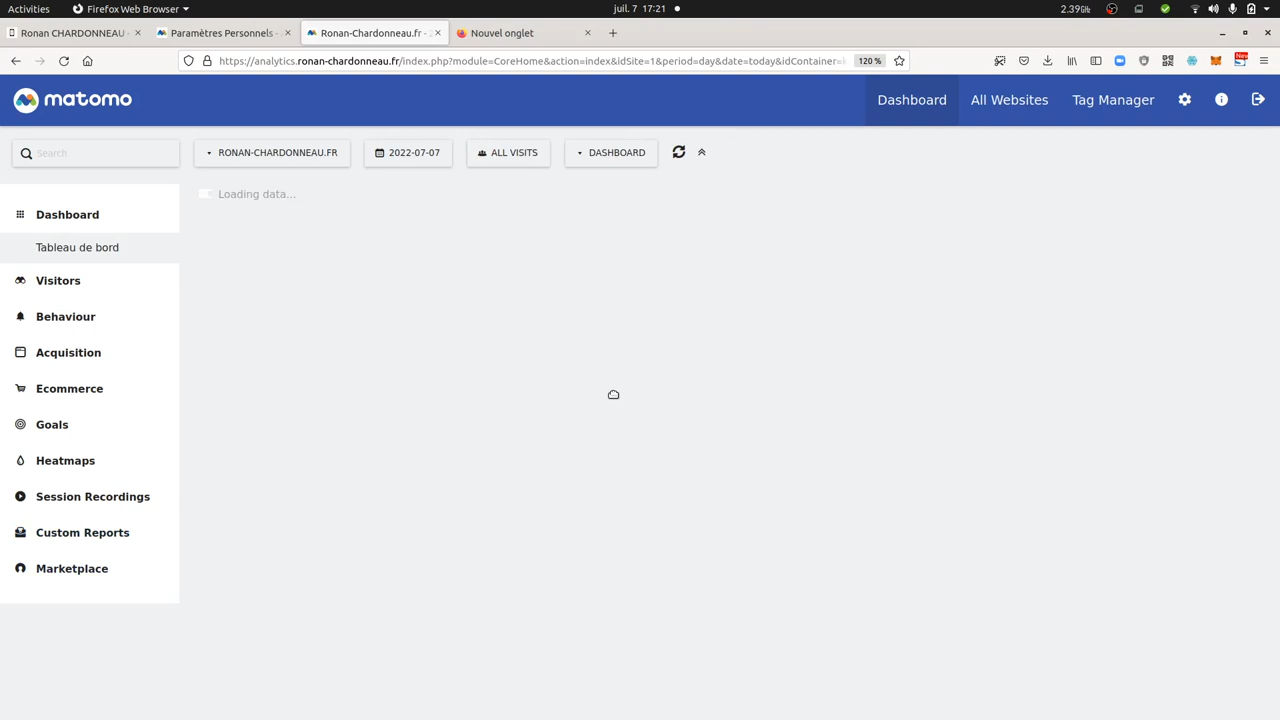 Activities
Firefox Web Browser
juil. 7 17:21
2.39
Ronan CHARDONNEAU -
Paramètres Personnels -
Ronan-Chardonneau.fr -
Nouvel onglet
https://analytics.ronan-chardonneau.fr/index.php?module=CoreHome&action=index&idSite=1&period=day&date=today&idContainer=
120 %
New
matomo
Dashboard
All Websites
Tag Manager
Search
RONAN-CHARDONNEAU.FR
2022-07-07
ALL VISITS
DASHBOARD
Loading data...
Dashboard
Tableau de bord
Visitors
Behaviour
Acquisition
Ecommerce
Goals
Heatmaps
Session Recordings
Custom Reports
Marketplace